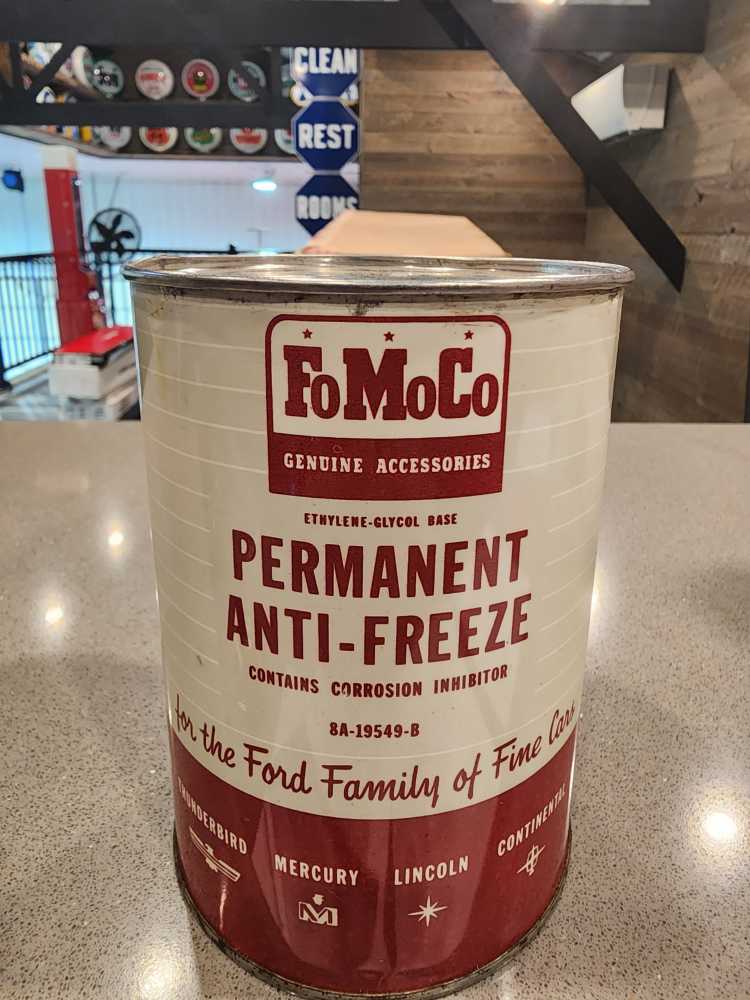 CLEAN
REST
ROOMS
FoMoCo
GENUINE ACCESSORIES
ETHYLENE-GLYCOL BASE
PERMANENT
ANTI-FREEZE
CONTAINS CORROSION INHIBITOR
8A-19549-B
for the Ford Family of Fine Cars
THUNDERBIRD
MERCURY
LINCOLN
CONTINENTAL
M